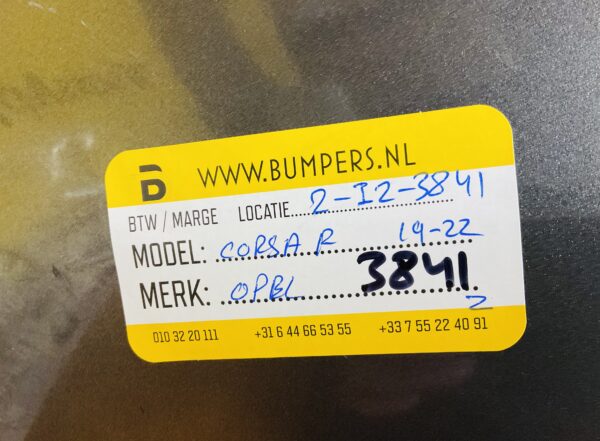 WWW.BUMPERS.NL
BTW / MARGE LOCATIE 2-I2-3841
MODEL: CORSA R 19-22
MERK: OPEL 3841
2
010 32 20 111 +31 6 44 66 53 55 +33 7 55 22 40 91